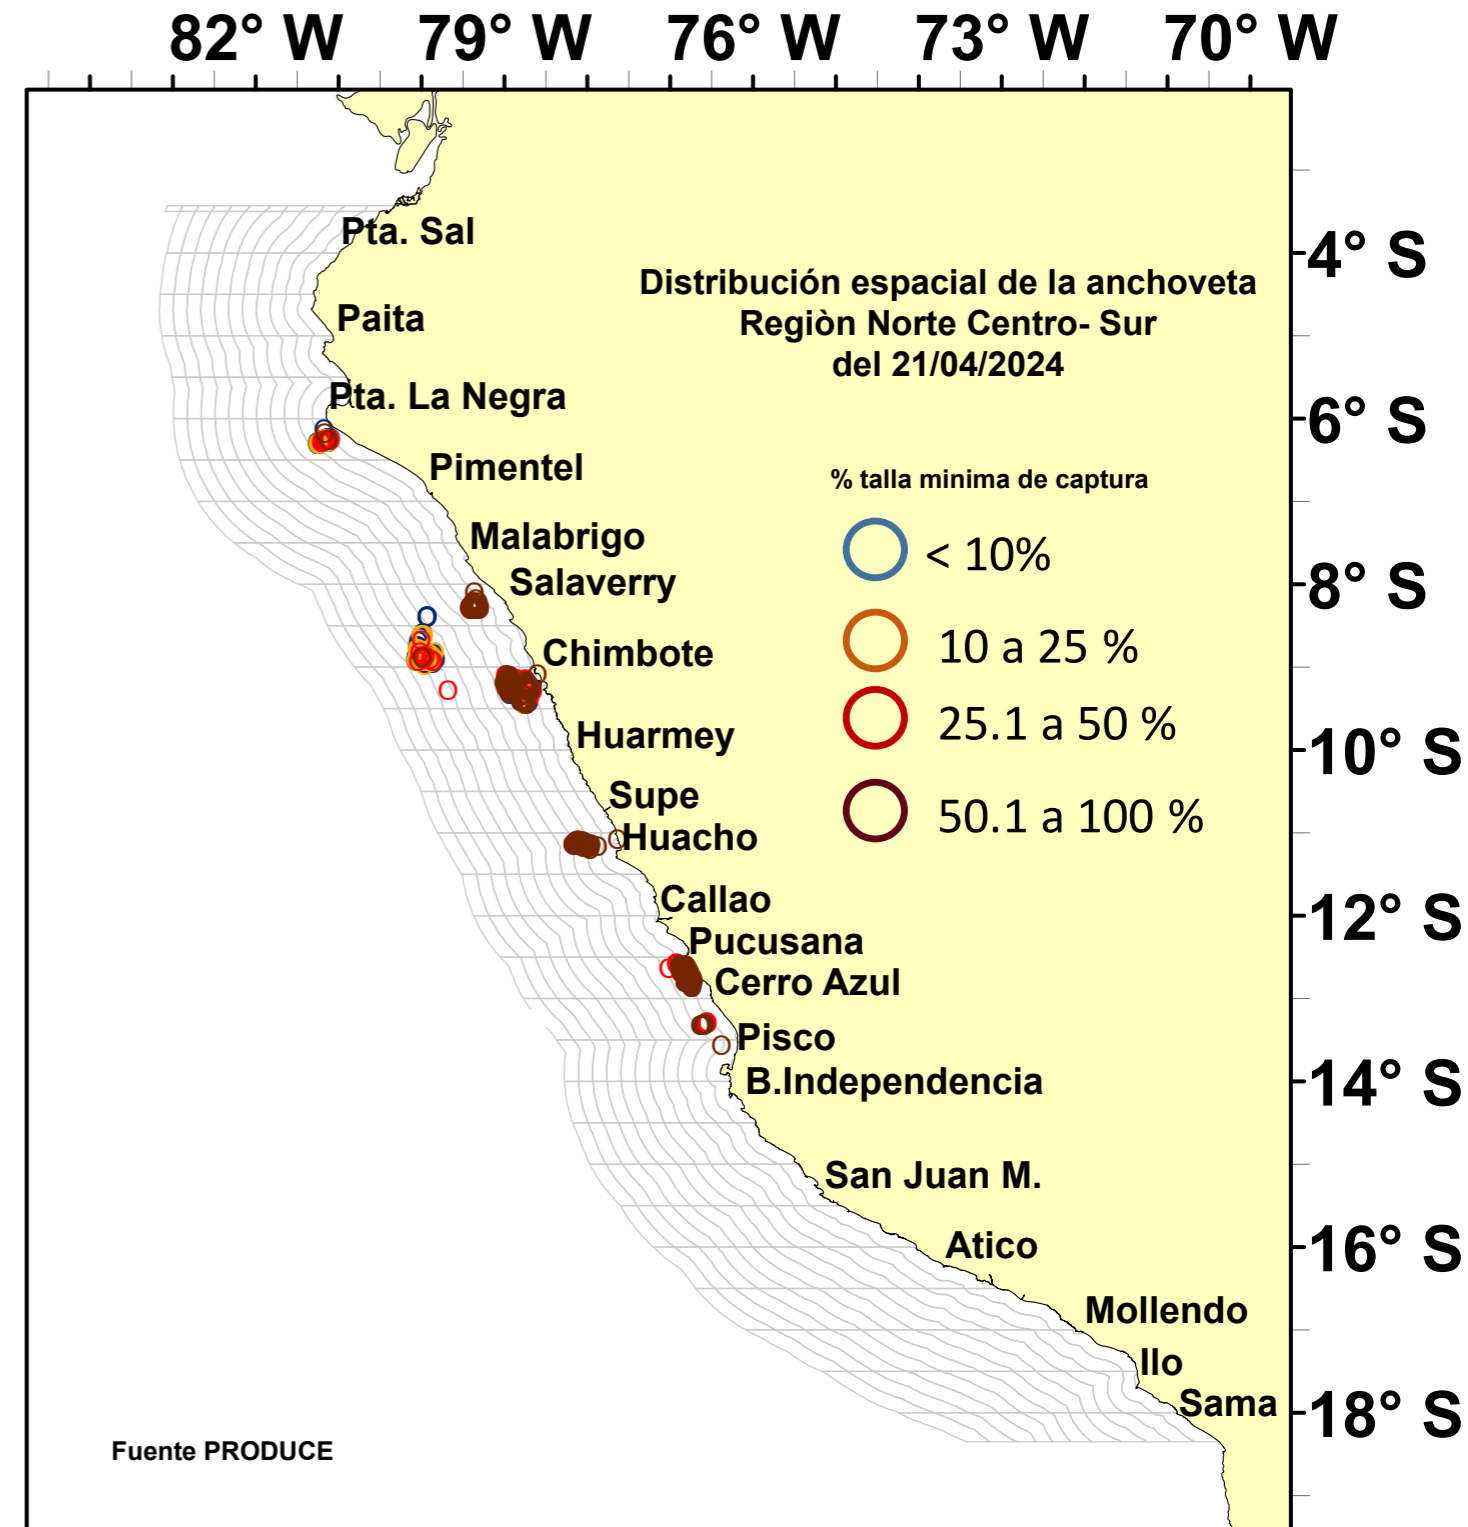 82° W 79° W 76° W 73° W 70° W
Pta. Sal
4° S
Distribución espacial de la anchoveta
Regiòn Norte Centro- Sur
del 21/04/2024
Paita
Pta. La Negra
6° S
Pimentel
% talla minima de captura
Malabrigo
< 10%
Salaverry
8° S
Chimbote
10 a 25 %
25.1 a 50 %
Huarmey
10° S
Supe
50.1 a 100 %
Huacho
Callao
12° S
Pucusana
Cerro Azul
Pisco
B.Independencia
14° S
San Juan M.
Atico
16° S
Mollendo
Ilo
Sama
18° S
Fuente PRODUCE